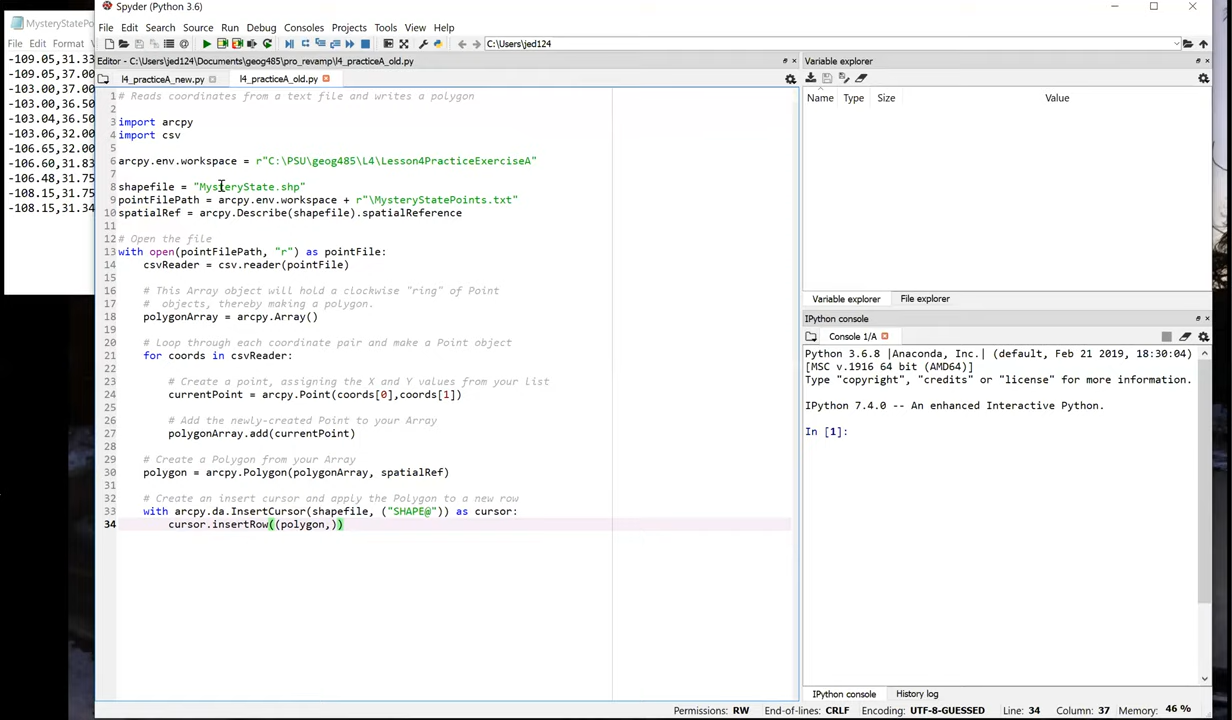 Spyder (Python 3.6)
File Edit Search Source Run Debug Consoles Projects Tools View Help
C:\Users\jed124
MysteryStatePo
File Edit Format
-109.05,31.33
-109.05,37.00
-103.00,37.00
-103.00,36.50
-103.04,36.50
-103.06,32.00
-106.65,32.00
-106.60,31.83
-106.48,31.75
-108.15,31.75
-108.15,31.34
Editor - C:\Users\jed124\Documents\geog485\pro_revamp\l4_practiceA_old.py
l4_practiceA_new.py l4_practiceA_old.py
1 # Reads coordinates from a text file and writes a polygon
2
3 import arcpy
4 import csv
5
6 arcpy.env.workspace = r"C:\PSU\geog485\L4\Lesson4PracticeExerciseA"
7
8 shapefile = "MysteryState.shp"
9 pointFilePath = arcpy.env.workspace + r"\MysteryStatePoints.txt"
10 spatialRef = arcpy.Describe(shapefile).spatialReference
11
12 # Open the file
13 with open(pointFilePath, "r") as pointFile:
14 csvReader = csv.reader(pointFile)
15
16 # This Array object will hold a clockwise "ring" of Point
17 # objects, thereby making a polygon.
18 polygonArray = arcpy.Array()
19
20 # Loop through each coordinate pair and make a Point object
21 for coords in csvReader:
22
23 # Create a point, assigning the X and Y values from your list
24 currentPoint = arcpy.Point(coords[0],coords[1])
25
26 # Add the newly-created Point to your Array
27 polygonArray.add(currentPoint)
28
29 # Create a Polygon from your Array
30 polygon = arcpy.Polygon(polygonArray, spatialRef)
31
32 # Create an insert cursor and apply the Polygon to a new row
33 with arcpy.da.InsertCursor(shapefile, ("SHAPE@")) as cursor:
34 cursor.insertRow((polygon,))
Variable explorer
Name Type Size Value
Variable explorer File explorer
IPython console
Console 1/A
Python 3.6.8 |Anaconda, Inc.| (default, Feb 21 2019, 18:30:04)
[MSC v.1916 64 bit (AMD64)]
Type "copyright", "credits" or "license" for more information.
IPython 7.4.0 -- An enhanced Interactive Python.
In [1]:
IPython console History log
Permissions: RW End-of-lines: CRLF Encoding: UTF-8-GUESSED Line: 34 Column: 37 Memory: 46 %